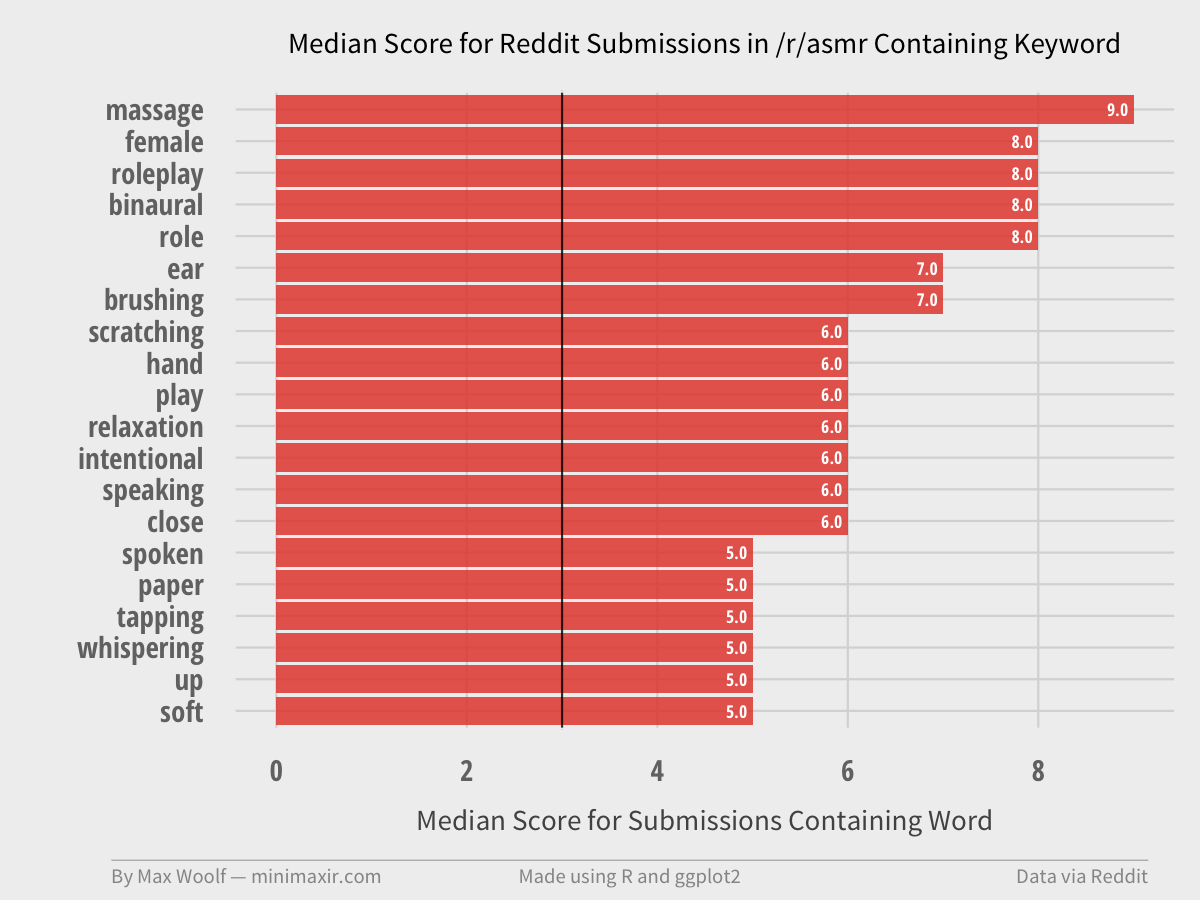 Median Score for Reddit Submissions in /r/asmr Containing Keyword
massage 9.0
female 8.0
roleplay 8.0
binaural 8.0
role 8.0
ear 7.0
brushing 7.0
scratching 6.0
hand 6.0
play 6.0
relaxation 6.0
intentional 6.0
speaking 6.0
close 6.0
spoken 5.0
paper 5.0
tapping 5.0
whispering 5.0
up 5.0
soft 5.0
0 2 4 6 8
Median Score for Submissions Containing Word
By Max Woolf — minimaxir.com Made using R and ggplot2 Data via Reddit